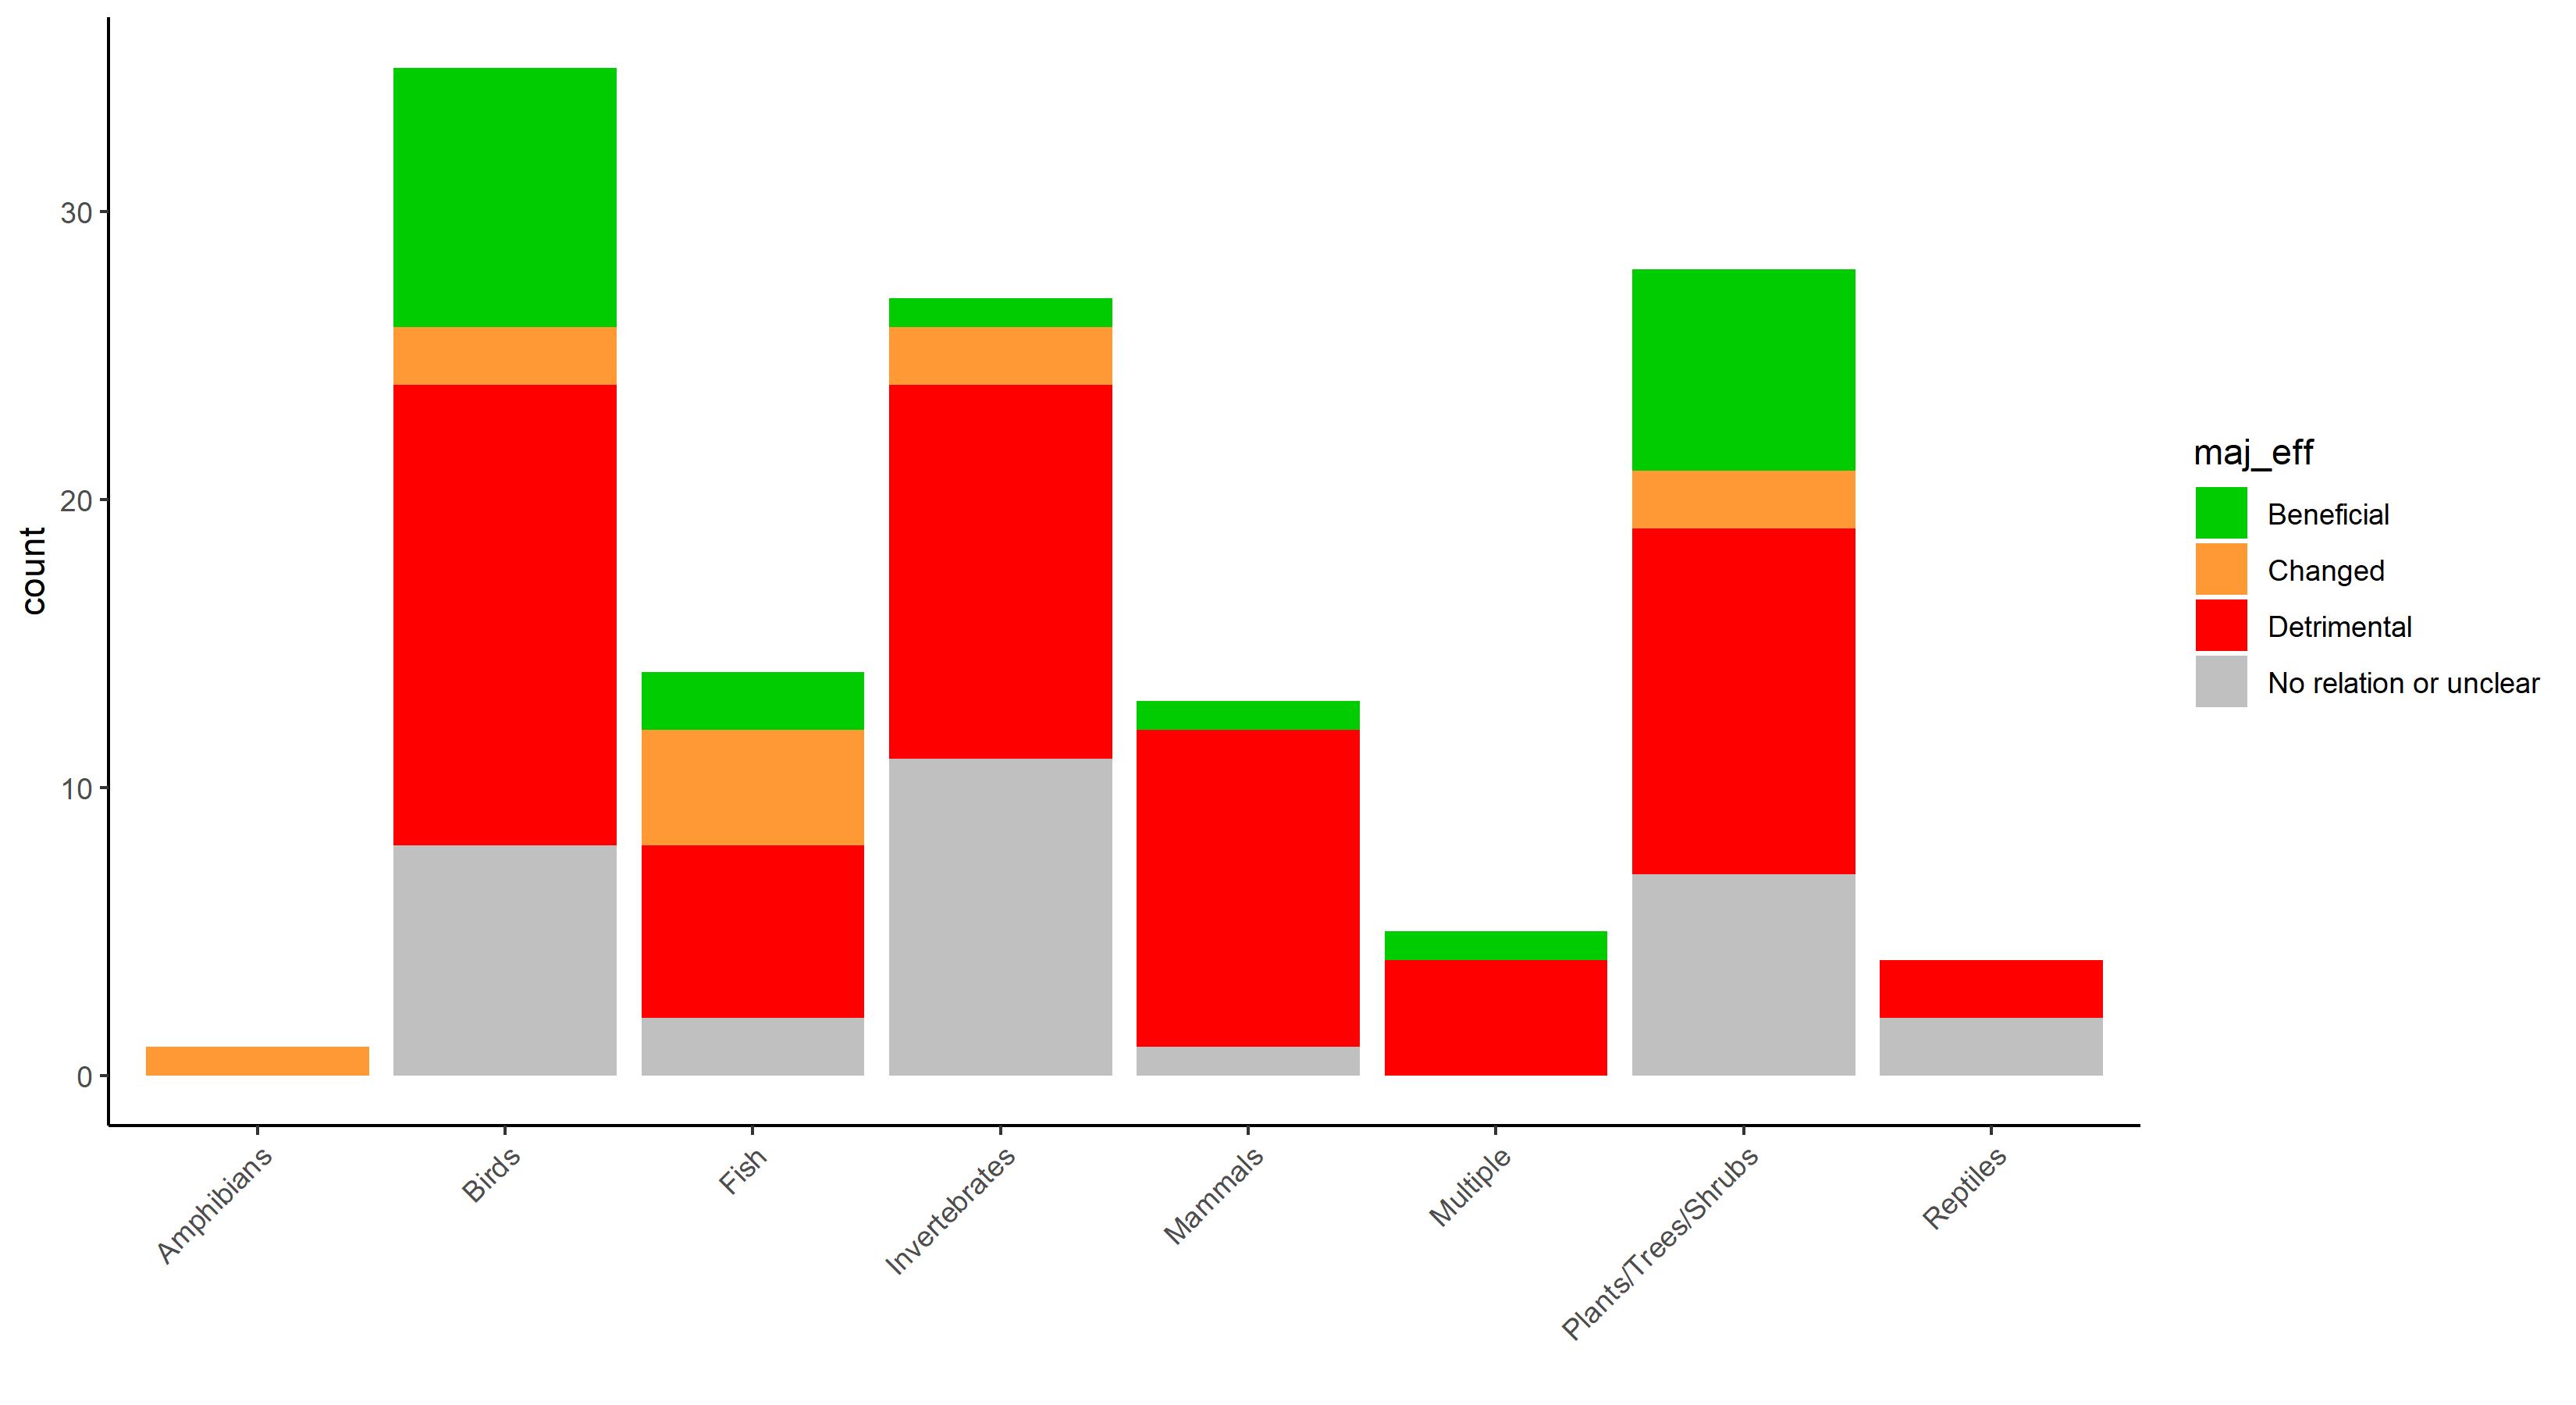 count
30
20
10
0
Amphibians
Birds
Fish
Invertebrates
Mammals
Multiple
Plants/Trees/Shrubs
Reptiles
maj_eff
Beneficial
Changed
Detrimental
No relation or unclear